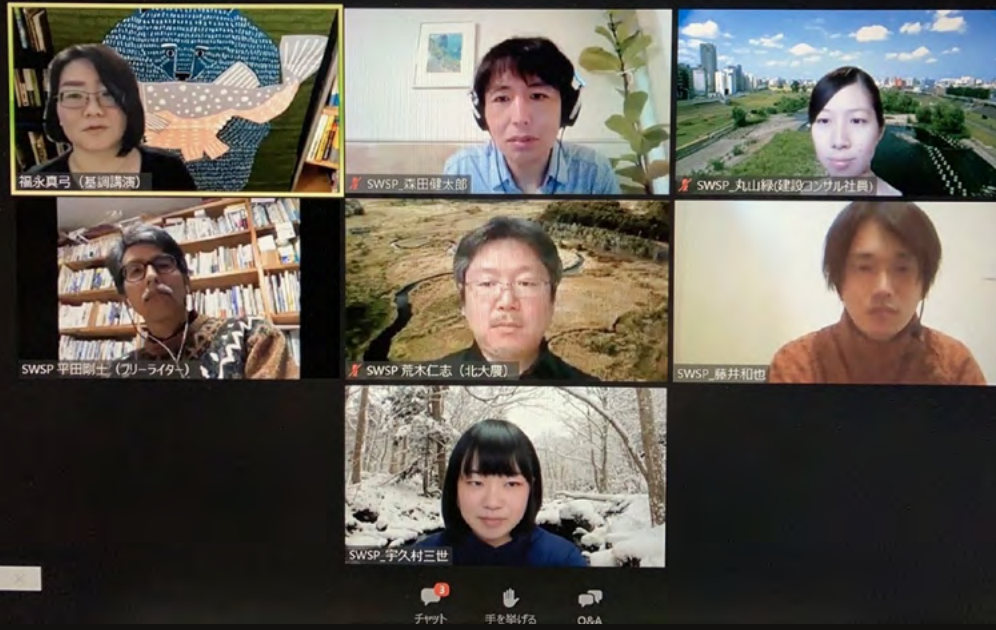 福永真弓（基調講演）
SWSP_森田健太郎
SWSP_丸山緑(建設コンサル社員)
SWSP 平田剛士（フリーライター）
SWSP 荒木仁志（北大農）
SWSP_藤井和也
SWSP_宇久村三世
3
チャット
手を挙げる
Q&A